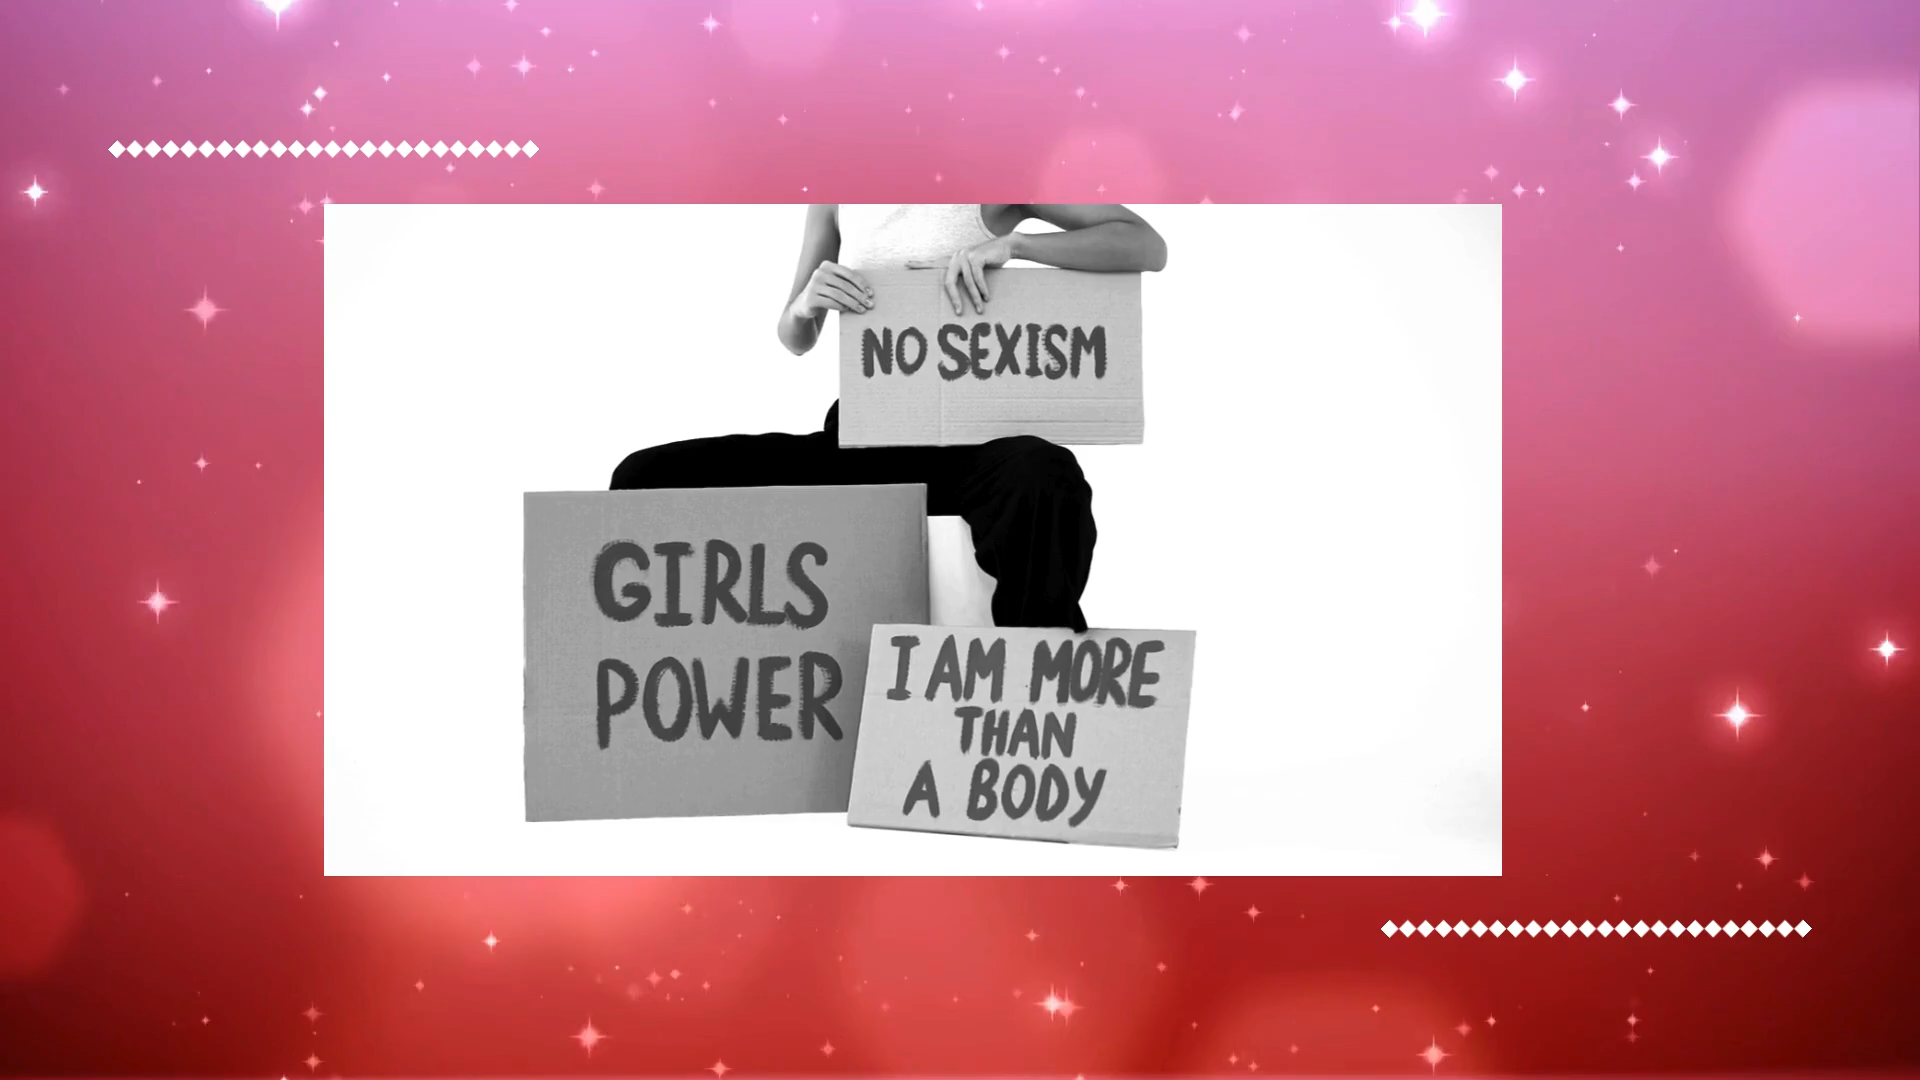 NO SEXISM
GIRLS
POWER
I AM MORE
THAN
A BODY